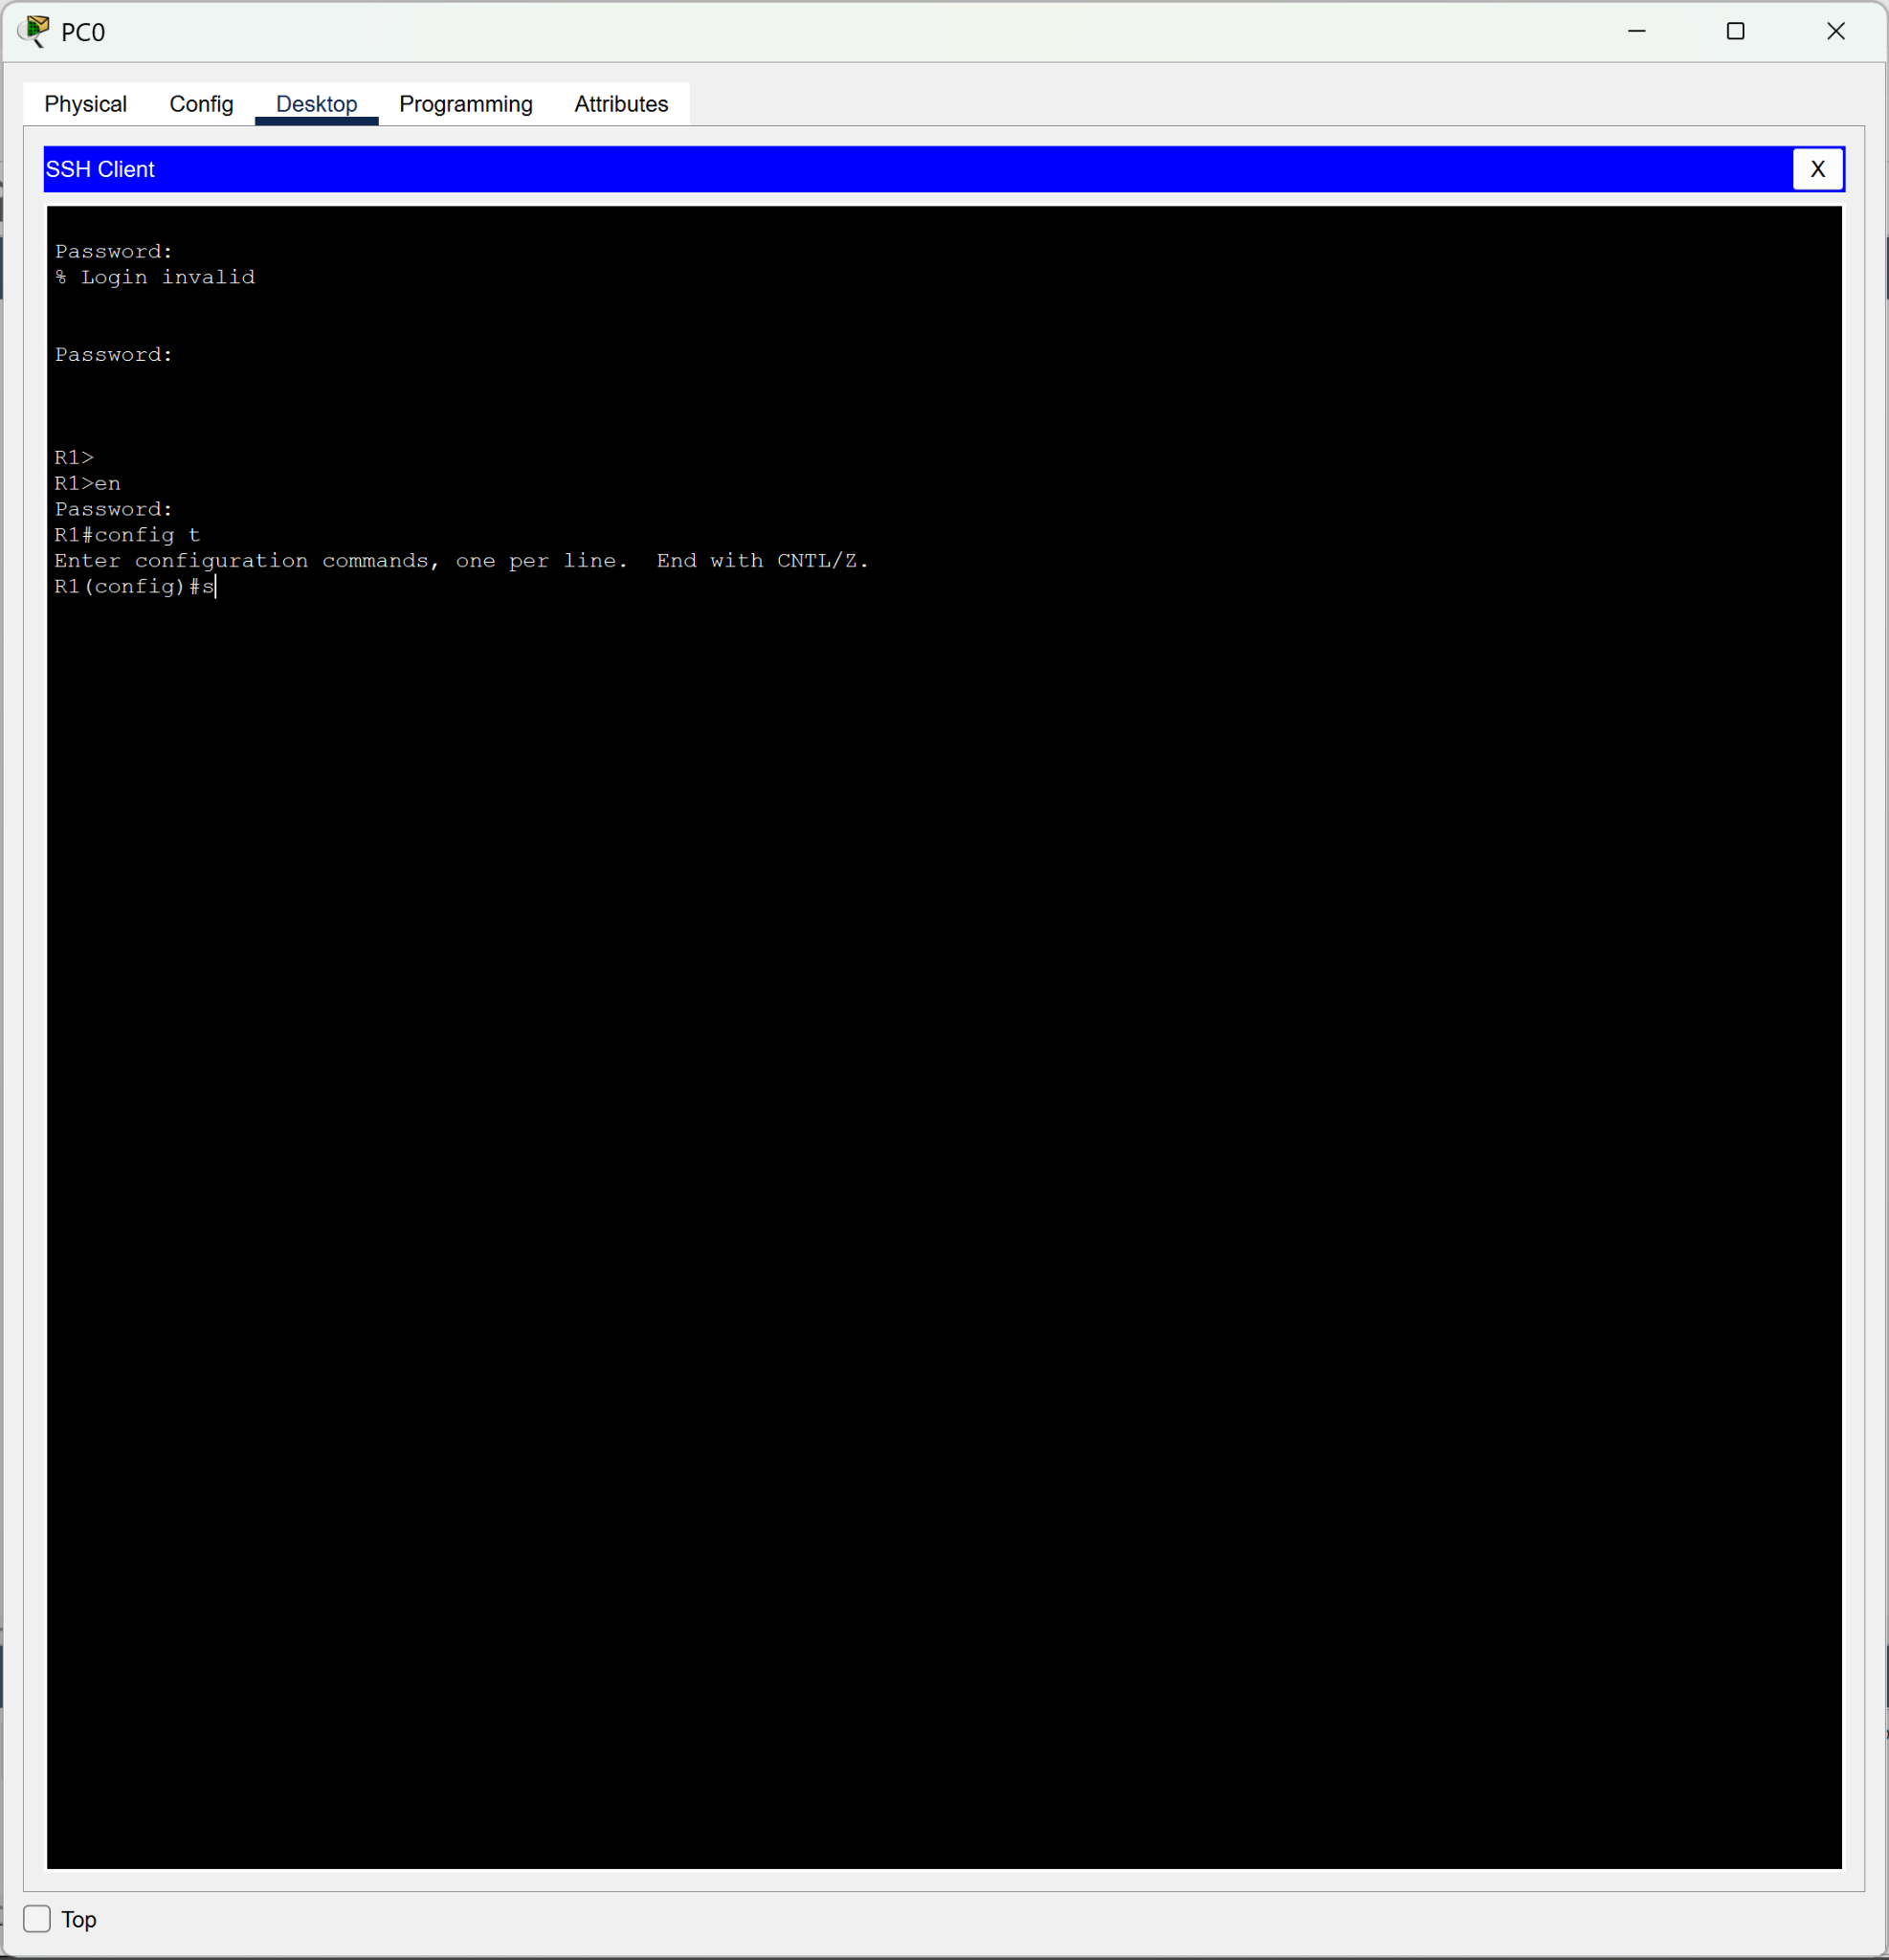 PC0
Physical Config Desktop Programming Attributes
SSH Client X
Password:
% Login invalid
Password:
R1>
R1>en
Password:
R1#config t
Enter configuration commands, one per line.  End with CNTL/Z.
R1(config)#s
Top